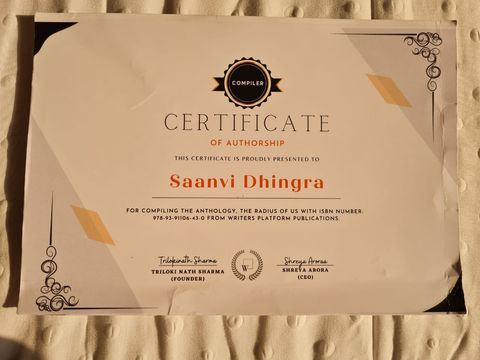 COMPILER
CERTIFICATE
OF AUTHORSHIP
THIS CERTIFICATE IS PROUDLY PRESENTED TO
Saanvi Dhingra
FOR COMPILING THE ANTHOLOGY, THE RADIUS OF US WITH ISBN NUMBER:
978-93-91106-43-0 FROM WRITERS PLATFORM PUBLICATIONS.
Trilokinath Sharma
Shreya Arora
TRILOKI NATH SHARMA
SHREYA ARORA
(FOUNDER)
(CEO)